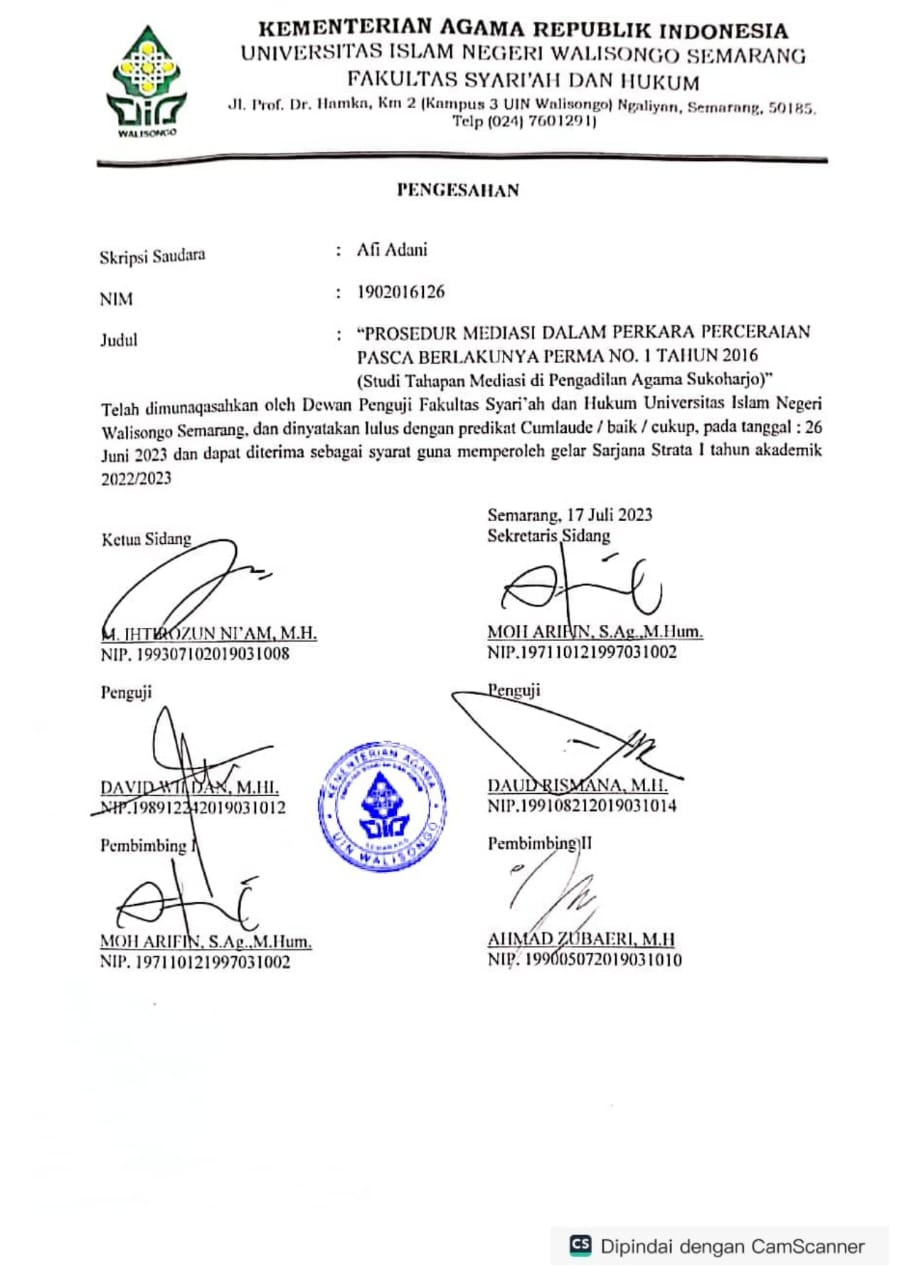 KEMENTERIAN AGAMA REPUBLIK INDONESIA
UNIVERSITAS ISLAM NEGERI WALISONGO SEMARANG
FAKULTAS SYARI'AH DAN HUKUM
Jl. Prof. Dr. Hamka, Km 2 (Kampus 3 UIN Walisongo) Ngaliyan, Semarang, 50185,
Telp (024) 7601291)
WALISONGO
PENGESAHAN
Skripsi Saudara : Afi Adani
NIM : 1902016126
Judul : "PROSEDUR MEDIASI DALAM PERKARA PERCERAIAN
PASCA BERLAKUNYA PERMA NO. 1 TAHUN 2016
(Studi Tahapan Mediasi di Pengadilan Agama Sukoharjo)"
Telah dimunaqasahkan oleh Dewan Penguji Fakultas Syari'ah dan Hukum Universitas Islam Negeri
Walisongo Semarang, dan dinyatakan lulus dengan predikat Cumlaude / baik / cukup, pada tanggal : 26
Juni 2023 dan dapat diterima sebagai syarat guna memperoleh gelar Sarjana Strata I tahun akademik
2022/2023
Semarang, 17 Juli 2023
Ketua Sidang
Sekretaris Sidang
M. IHTIROZUN NI'AM, M.H.
NIP. 199307102019031008
MOH ARIFIN, S.Ag.,M.Hum.
NIP.197110121997031002
Penguji
Penguji
DAVID WILDAN, M.HI.
NIP.198912242019031012
DAUD RISMANA, M.H.
NIP.199108212019031014
KEMENTERIAN AGAMA
SEMARANG
UIN WALISONGO
Pembimbing I
Pembimbing II
MOH ARIFIN, S.Ag.,M.Hum.
NIP. 197110121997031002
AHMAD ZUBAERI, M.H
NIP. 199005072019031010
CS Dipindai dengan CamScanner